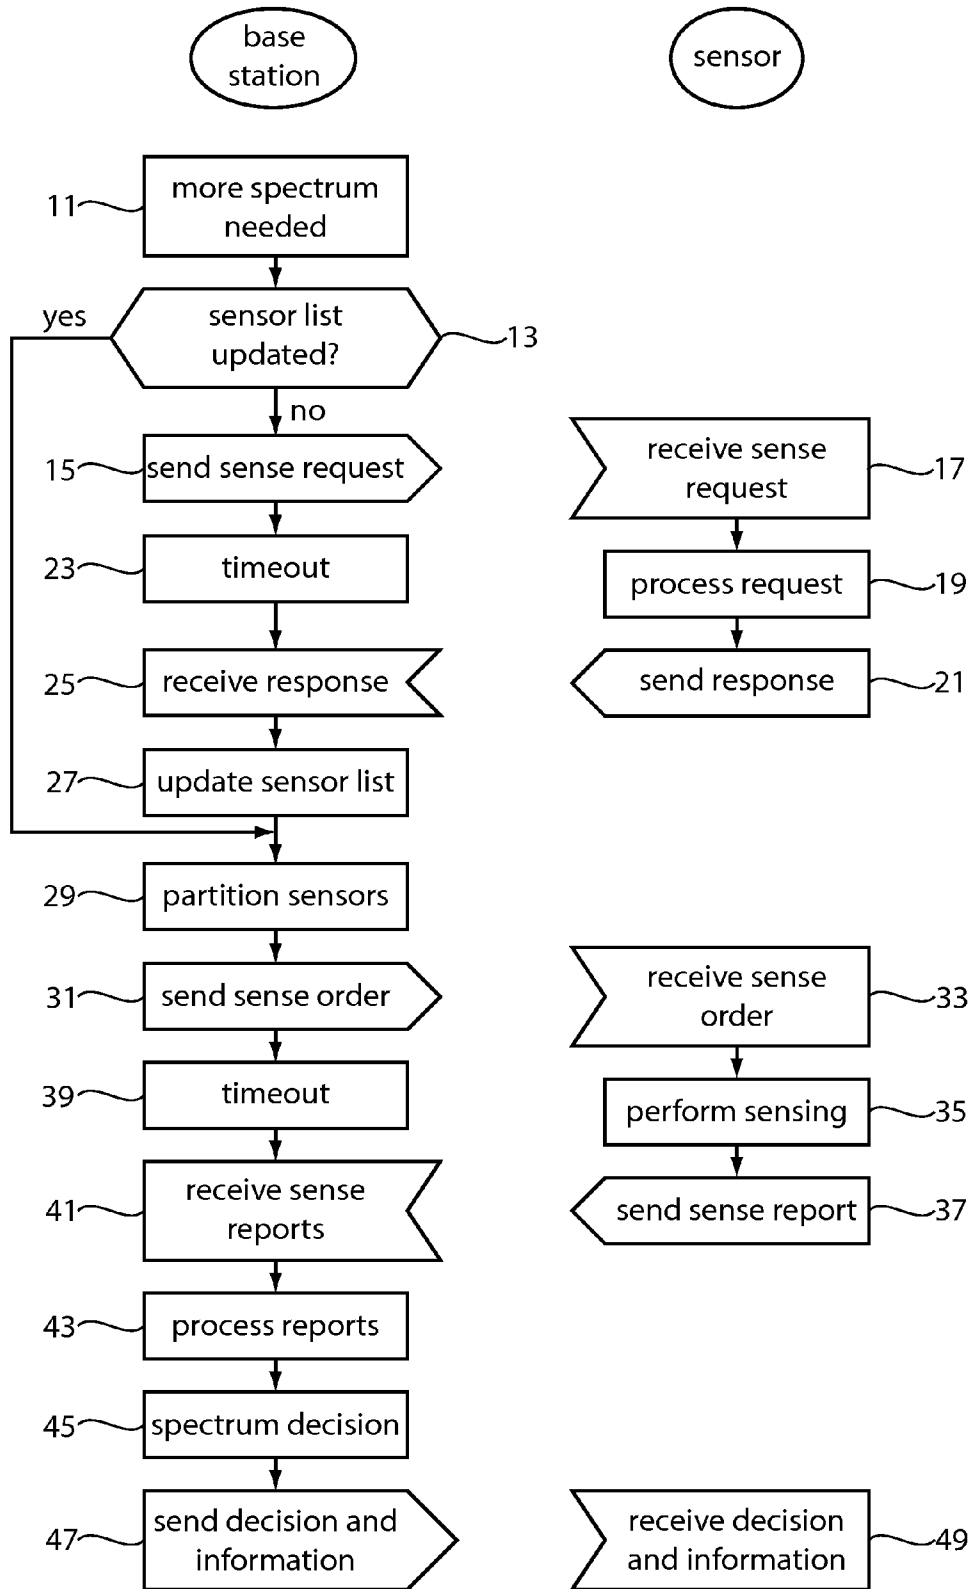 base
station
sensor
more spectrum
needed
11
yes
sensor list
updated?
13
no
15
send sense request
receive sense
request
17
23
timeout
process request
19
25
receive response
send response
21
27
update sensor list
29
partition sensors
31
send sense order
receive sense
order
33
39
timeout
perform sensing
35
41
receive sense
reports
send sense report
37
43
process reports
45
spectrum decision
47
send decision and
information
receive decision
and information
49